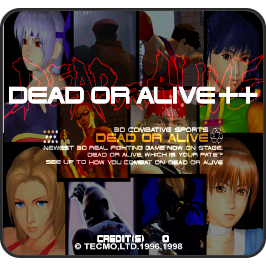 DEAD OR ALIVE
DEAD OR ALIVE ++
3D COMBATIVE SPORTS
DEAD OR ALIVE
NEWEST 3D REAL FIGHTING GAME NOW ON STAGE.
DEAD OR ALIVE, WHICH IS YOUR FATE?
SEE UP TO HOW YOU COMBAT ON DEAD OR ALIVE
CREDIT(S) 0
© TECMO,LTD.1996,1998